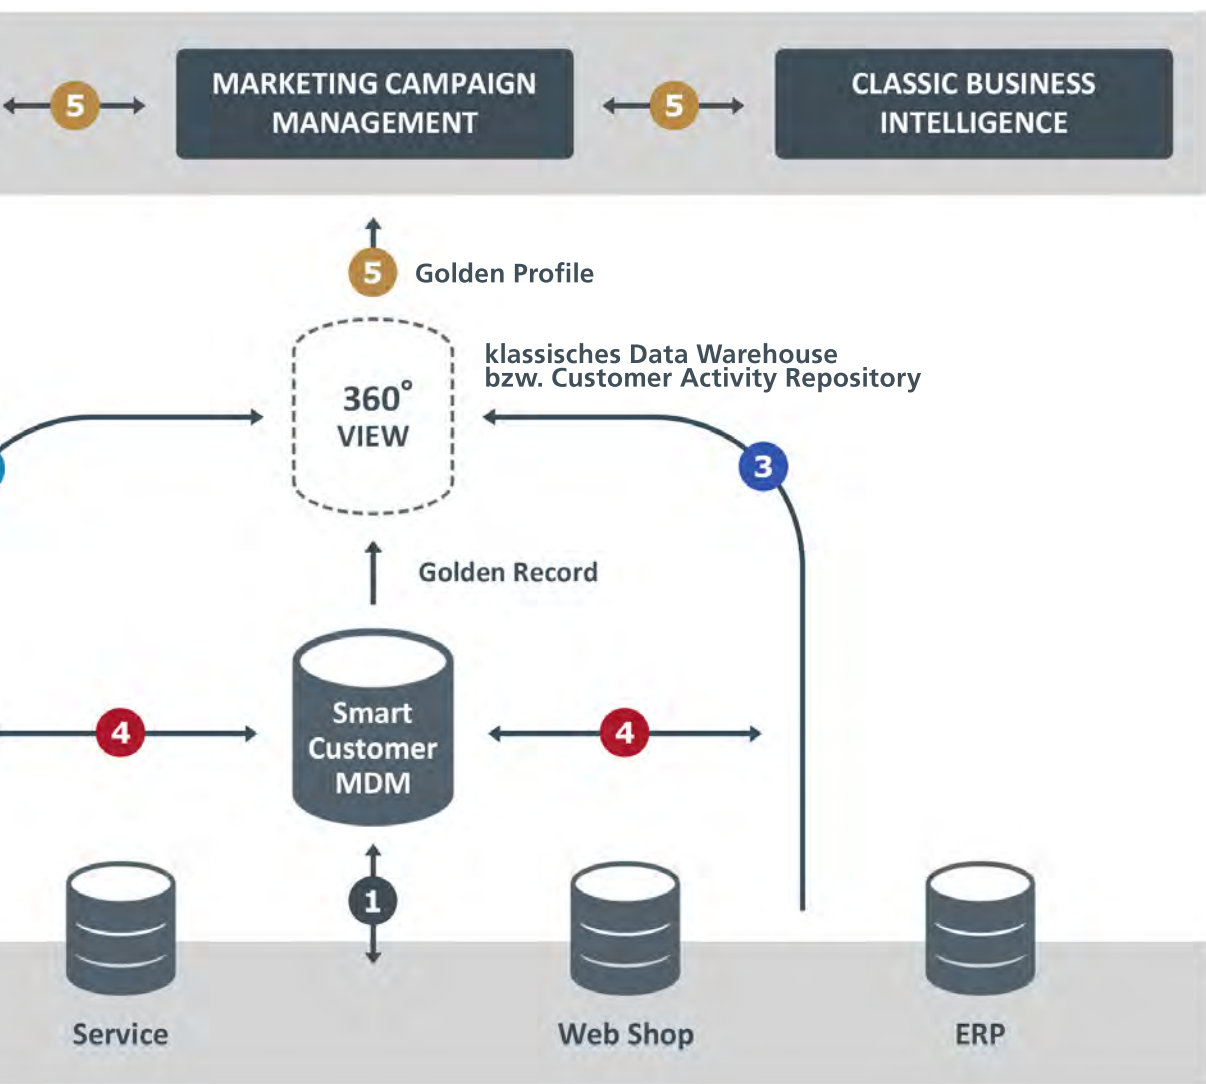 5
MARKETING CAMPAIGN
MANAGEMENT
5
CLASSIC BUSINESS
INTELLIGENCE
5
Golden Profile
klassisches Data Warehouse
bzw. Customer Activity Repository
360°
VIEW
3
Golden Record
Smart
Customer
MDM
4
4
1
Service
Web Shop
ERP